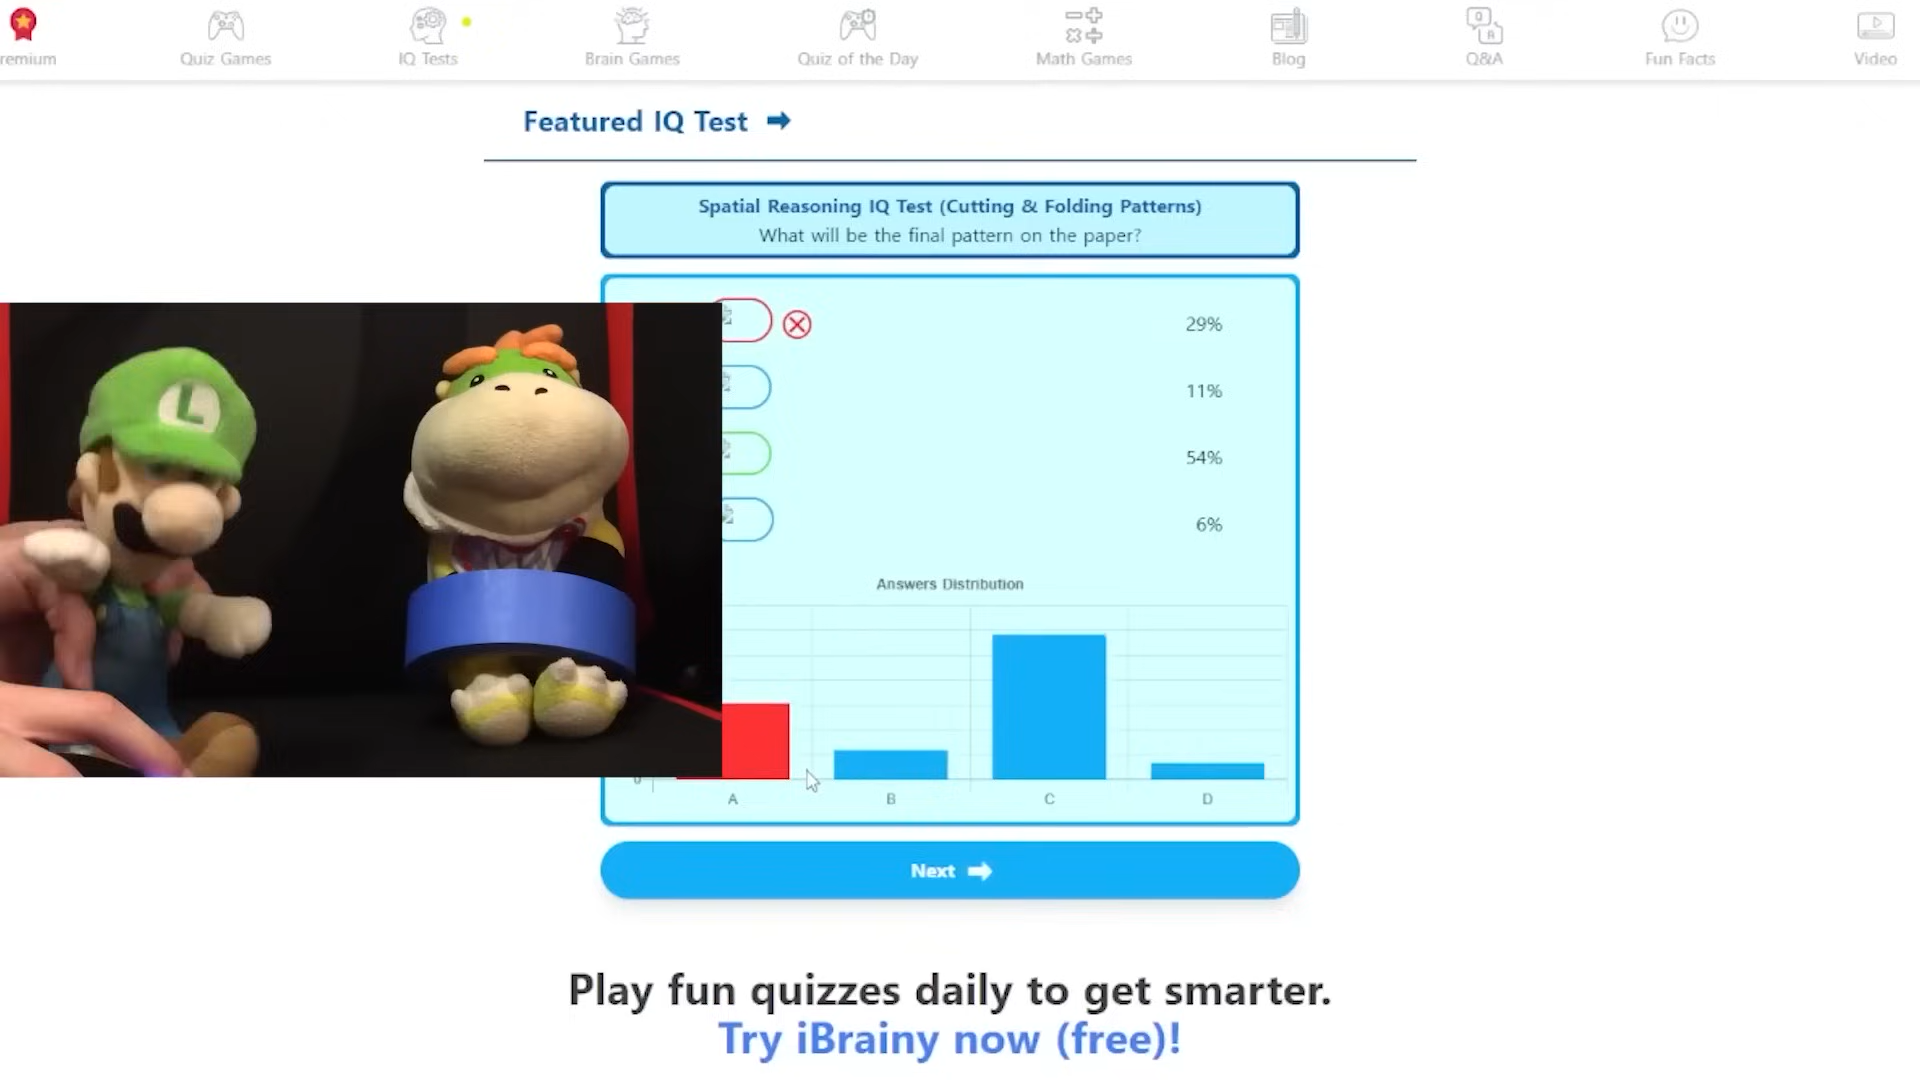 remium
Quiz Games
IQ Tests
Brain Games
Quiz of the Day
Math Games
Blog
Q&A
Fun Facts
Video
Featured IQ Test
Spatial Reasoning IQ Test (Cutting & Folding Patterns)
What will be the final pattern on the paper?
29%
11%
54%
6%
L
Answers Distribution
0
A
B
C
D
Next
Play fun quizzes daily to get smarter.
Try iBrainy now (free)!